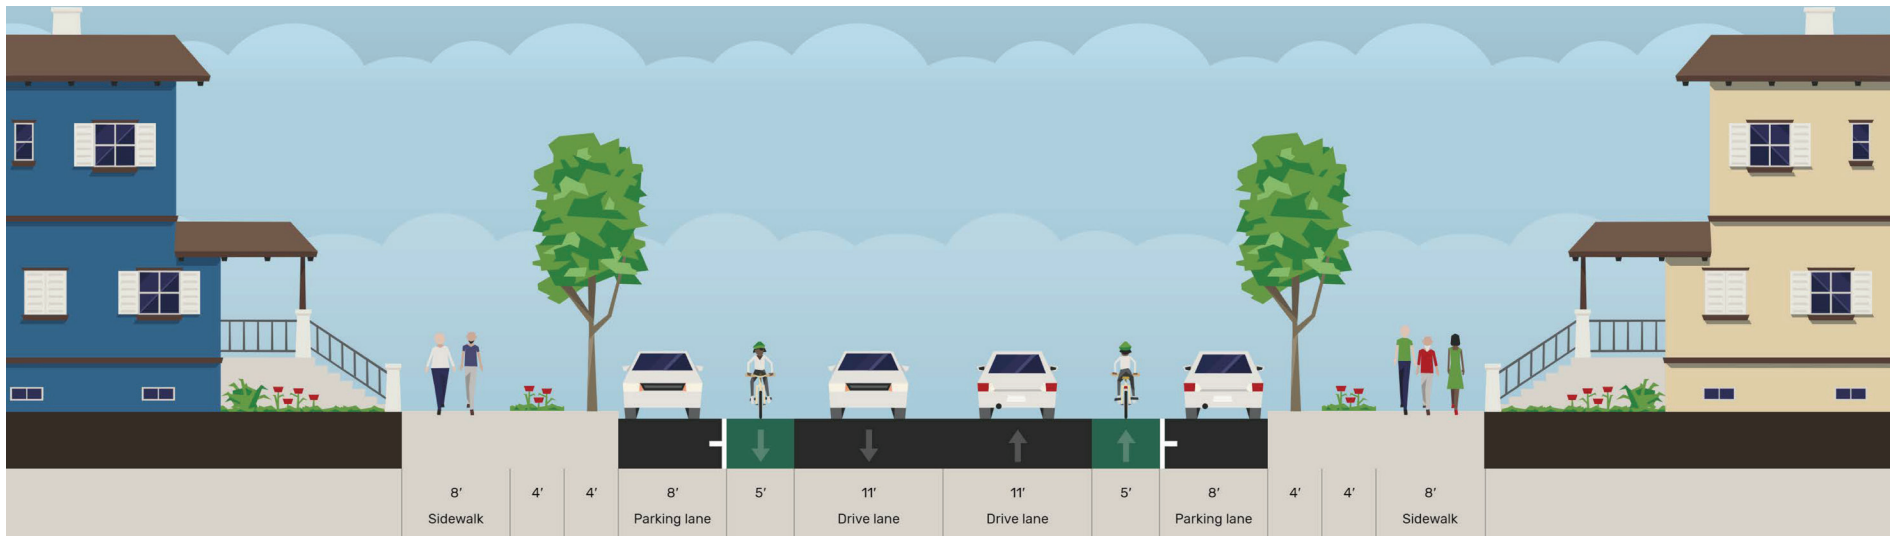 8′ 4′ 4′ 8′ 5′ 11′ 11′ 5′ 8′ 4′ 4′ 8′
Sidewalk Parking lane Drive lane Drive lane Parking lane Sidewalk